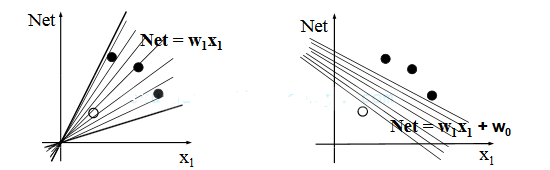 Net
Net = w₁x₁
x₁
Net
Net = w₁x₁ + w₀
x₁